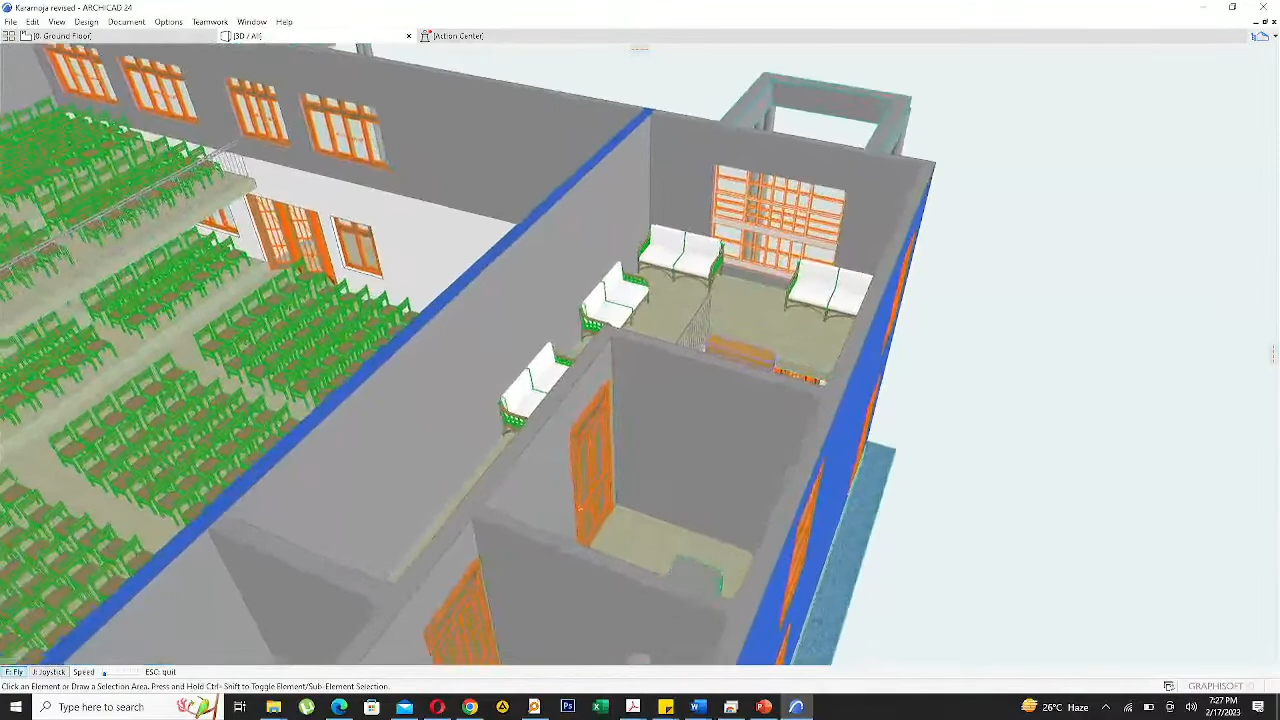 Karamoja revised - ARCHICAD 24
File Edit View Design Document Options Teamwork Window Help
[0. Ground Floor] [3D / All] [Action Center]
Fly Joystick Speed ESC: quit
Click an Element or Draw a Selection Area. Press and Hold Ctrl+Shift to Toggle Element/Sub-Element Selection.
GRAPHISOFT
Type here to search
26°C Haze
7:27 PM
2/17/2023